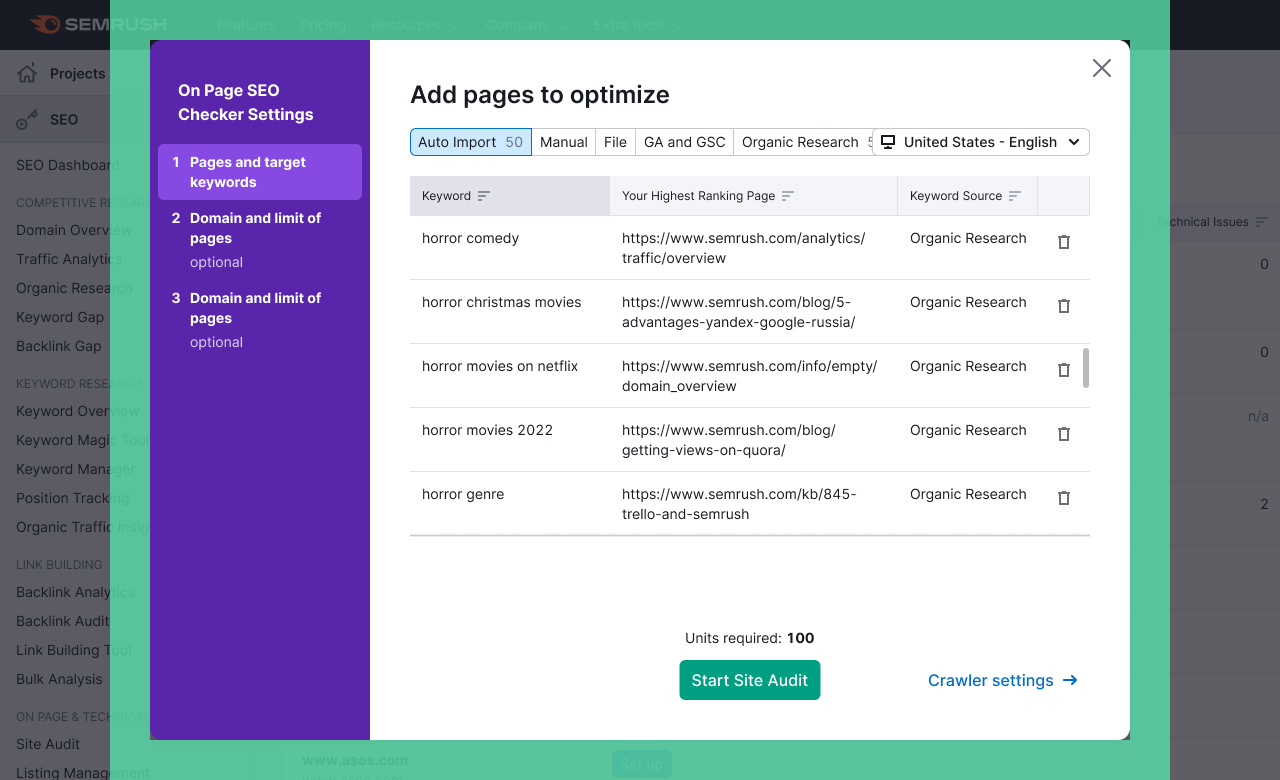 SEMRUSH
Features
Pricing
Resources
Company
Extra tools
Projects
SEO
SEO Dashboard
COMPETITIVE RESEARC
Domain Overview
Traffic Analytics
Organic Research
Keyword Gap
Backlink Gap
KEYWORD RESEARCH
Keyword Overview
Keyword Magic Tool
Keyword Manager
Position Tracking
Organic Traffic Insig
LINK BUILDING
Backlink Analytics
Backlink Audit
Link Building Tool
Bulk Analysis
ON PAGE & TECHNICAL
Site Audit
Listing Management
On Page SEO
Checker Settings
1 Pages and target
keywords
2 Domain and limit of
pages
optional
3 Domain and limit of
pages
optional
Add pages to optimize
Auto Import 50
Manual
File
GA and GSC
Organic Research
United States - English
Keyword
Your Highest Ranking Page
Keyword Source
horror comedy
https://www.semrush.com/analytics/
traffic/overview
Organic Research
horror christmas movies
https://www.semrush.com/blog/5-
advantages-yandex-google-russia/
Organic Research
horror movies on netflix
https://www.semrush.com/info/empty/
domain_overview
Organic Research
horror movies 2022
https://www.semrush.com/blog/
getting-views-on-quora/
Organic Research
horror genre
https://www.semrush.com/kb/845-
trello-and-semrush
Organic Research
Units required: 100
Start Site Audit
Crawler settings
Technical Issues
0
0
n/a
2
www.asos.com
Set up